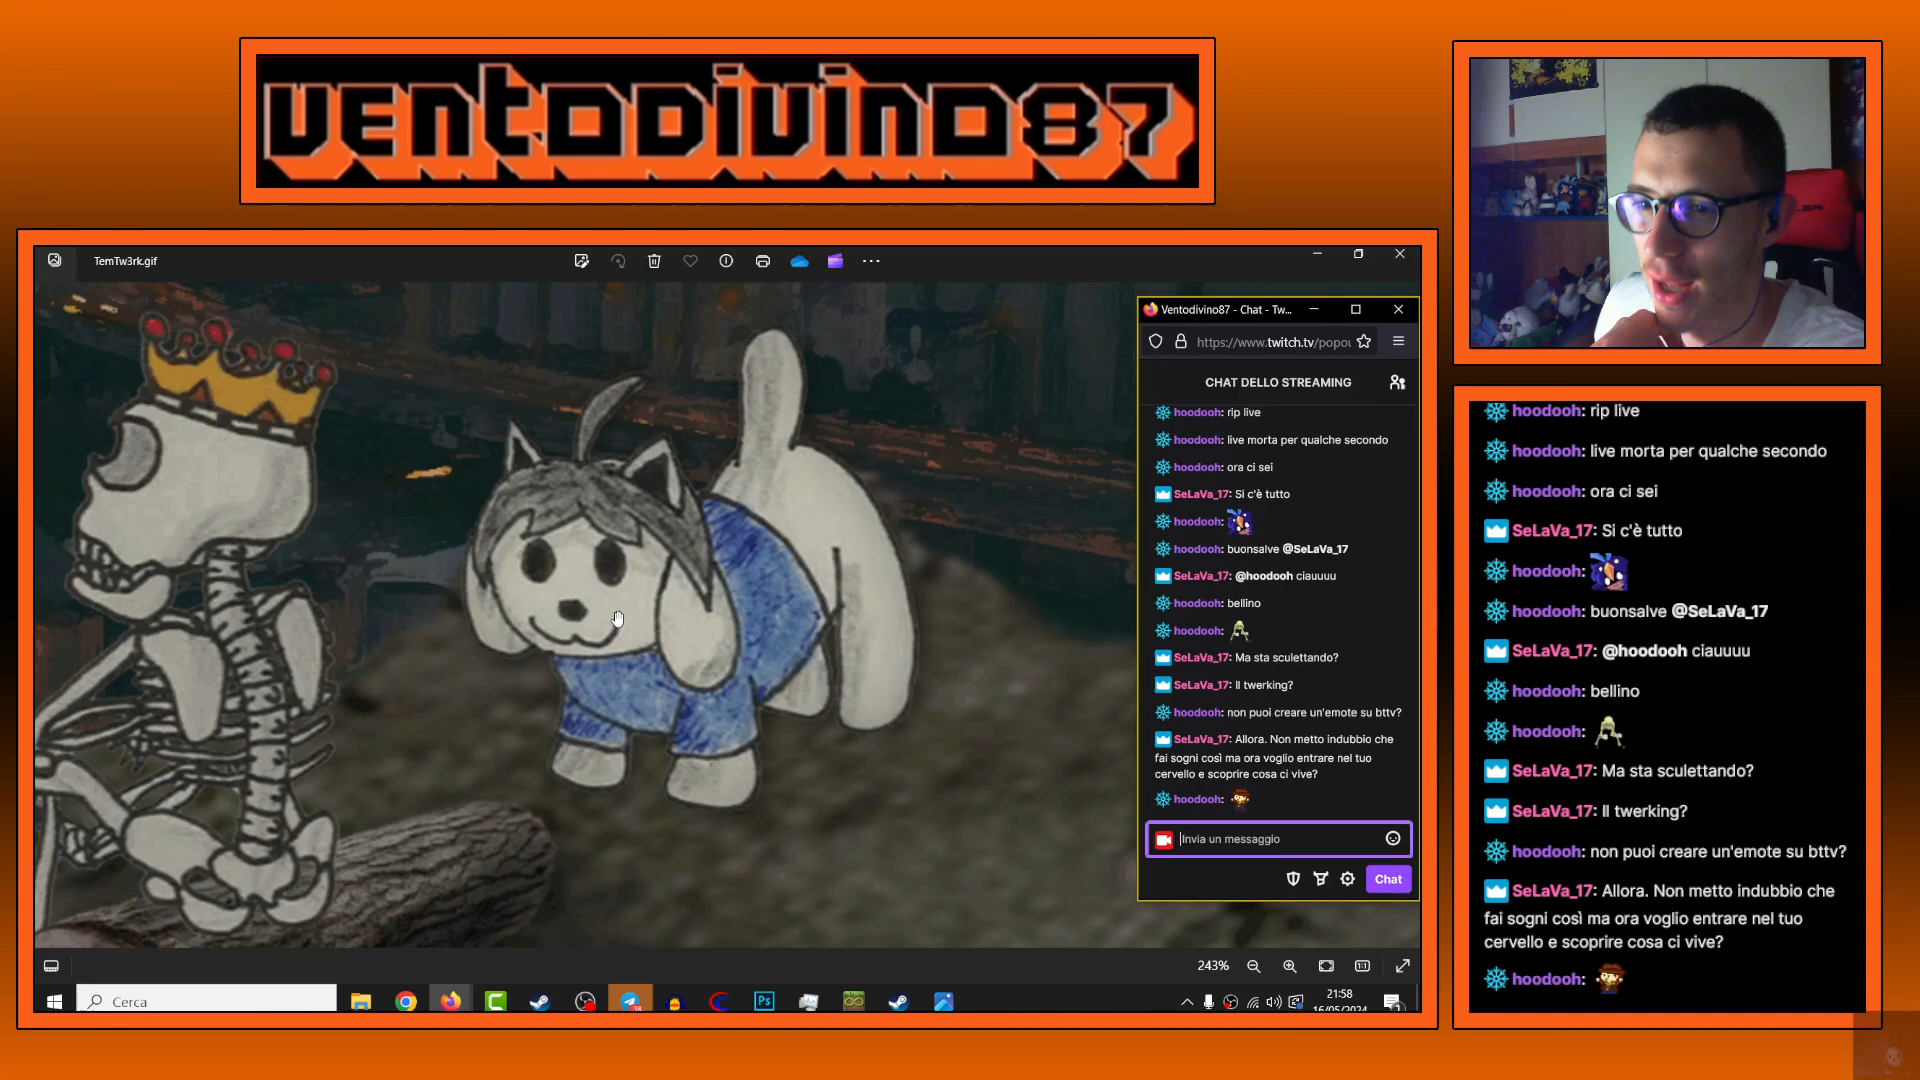 ventodivino87
TemTw3rk.gif
Ventodivino87 - Chat - Tw...
https://www.twitch.tv/popou
CHAT DELLO STREAMING
hoodooh: rip live
hoodooh: live morta per qualche secondo
hoodooh: ora ci sei
SeLaVa_17: Si c'è tutto
hoodooh:
hoodooh: buonsalve @SeLaVa_17
SeLaVa_17: @hoodooh ciauuuu
hoodooh: bellino
hoodooh:
SeLaVa_17: Ma sta sculettando?
SeLaVa_17: Il twerking?
hoodooh: non puoi creare un'emote su bttv?
SeLaVa_17: Allora. Non metto indubbio che
fai sogni così ma ora voglio entrare nel tuo
cervello e scoprire cosa ci vive?
hoodooh:
Invia un messaggio
Chat
243%
Cerca
Ps
21:58
16/05/2024
hoodooh: rip live
hoodooh: live morta per qualche secondo
hoodooh: ora ci sei
SeLaVa_17: Si c'è tutto
hoodooh:
hoodooh: buonsalve @SeLaVa_17
SeLaVa_17: @hoodooh ciauuuu
hoodooh: bellino
hoodooh:
SeLaVa_17: Ma sta sculettando?
SeLaVa_17: Il twerking?
hoodooh: non puoi creare un'emote su bttv?
SeLaVa_17: Allora. Non metto indubbio che
fai sogni così ma ora voglio entrare nel tuo
cervello e scoprire cosa ci vive?
hoodooh: